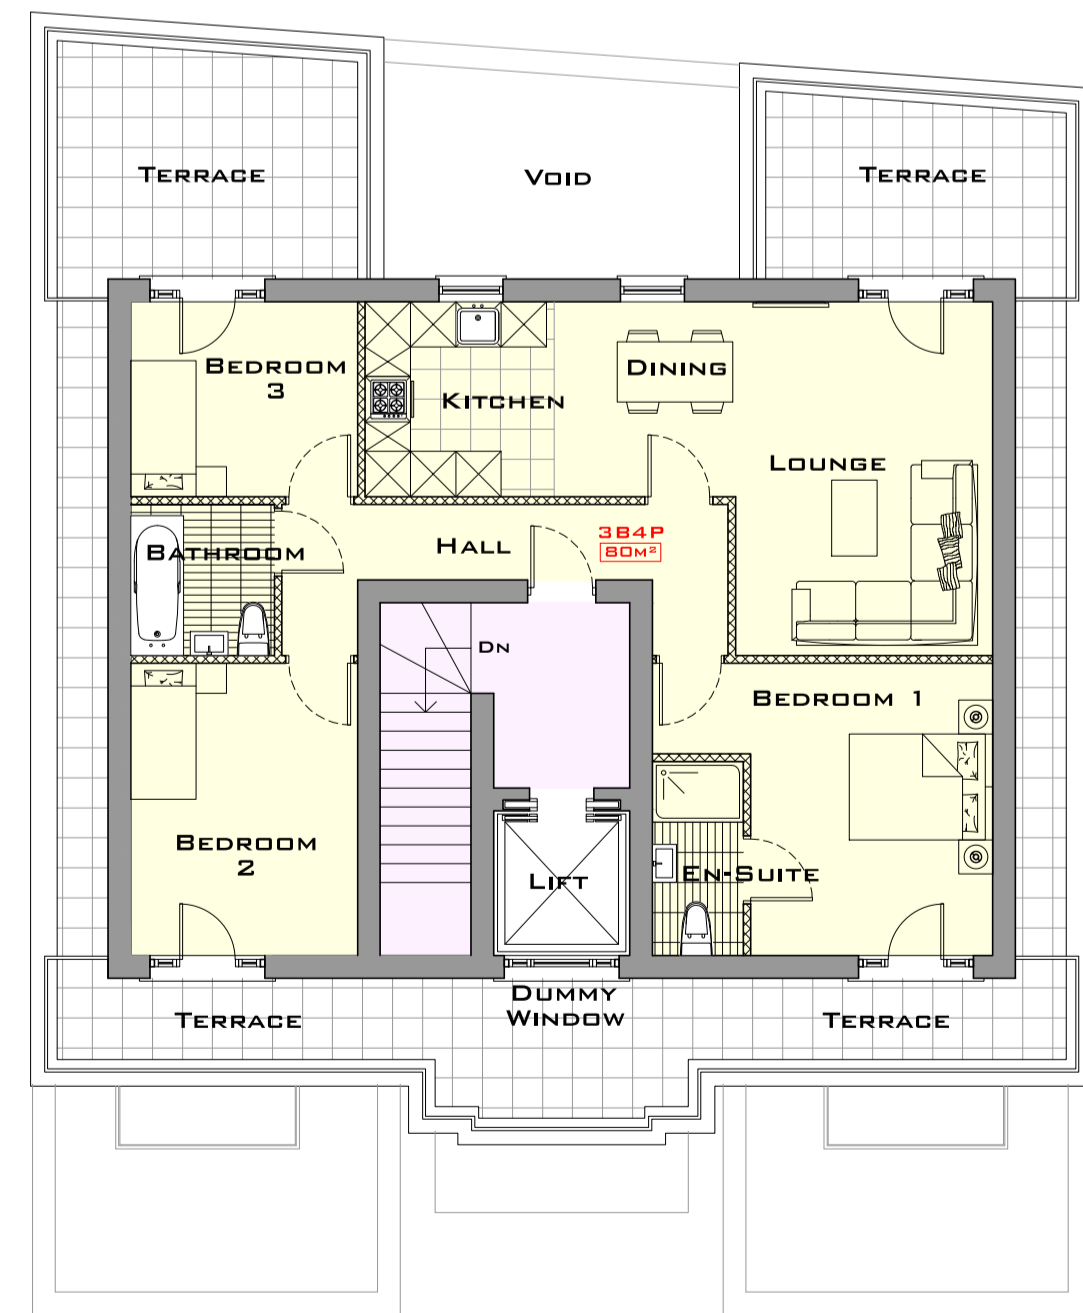 TERRACE
VOID
TERRACE
BEDROOM
3
DINING
KITCHEN
LOUNGE
BATHROOM
HALL
3B4P
80M²
DN
BEDROOM 1
BEDROOM
2
LIFT
EN-SUITE
DUMMY
WINDOW
TERRACE
TERRACE